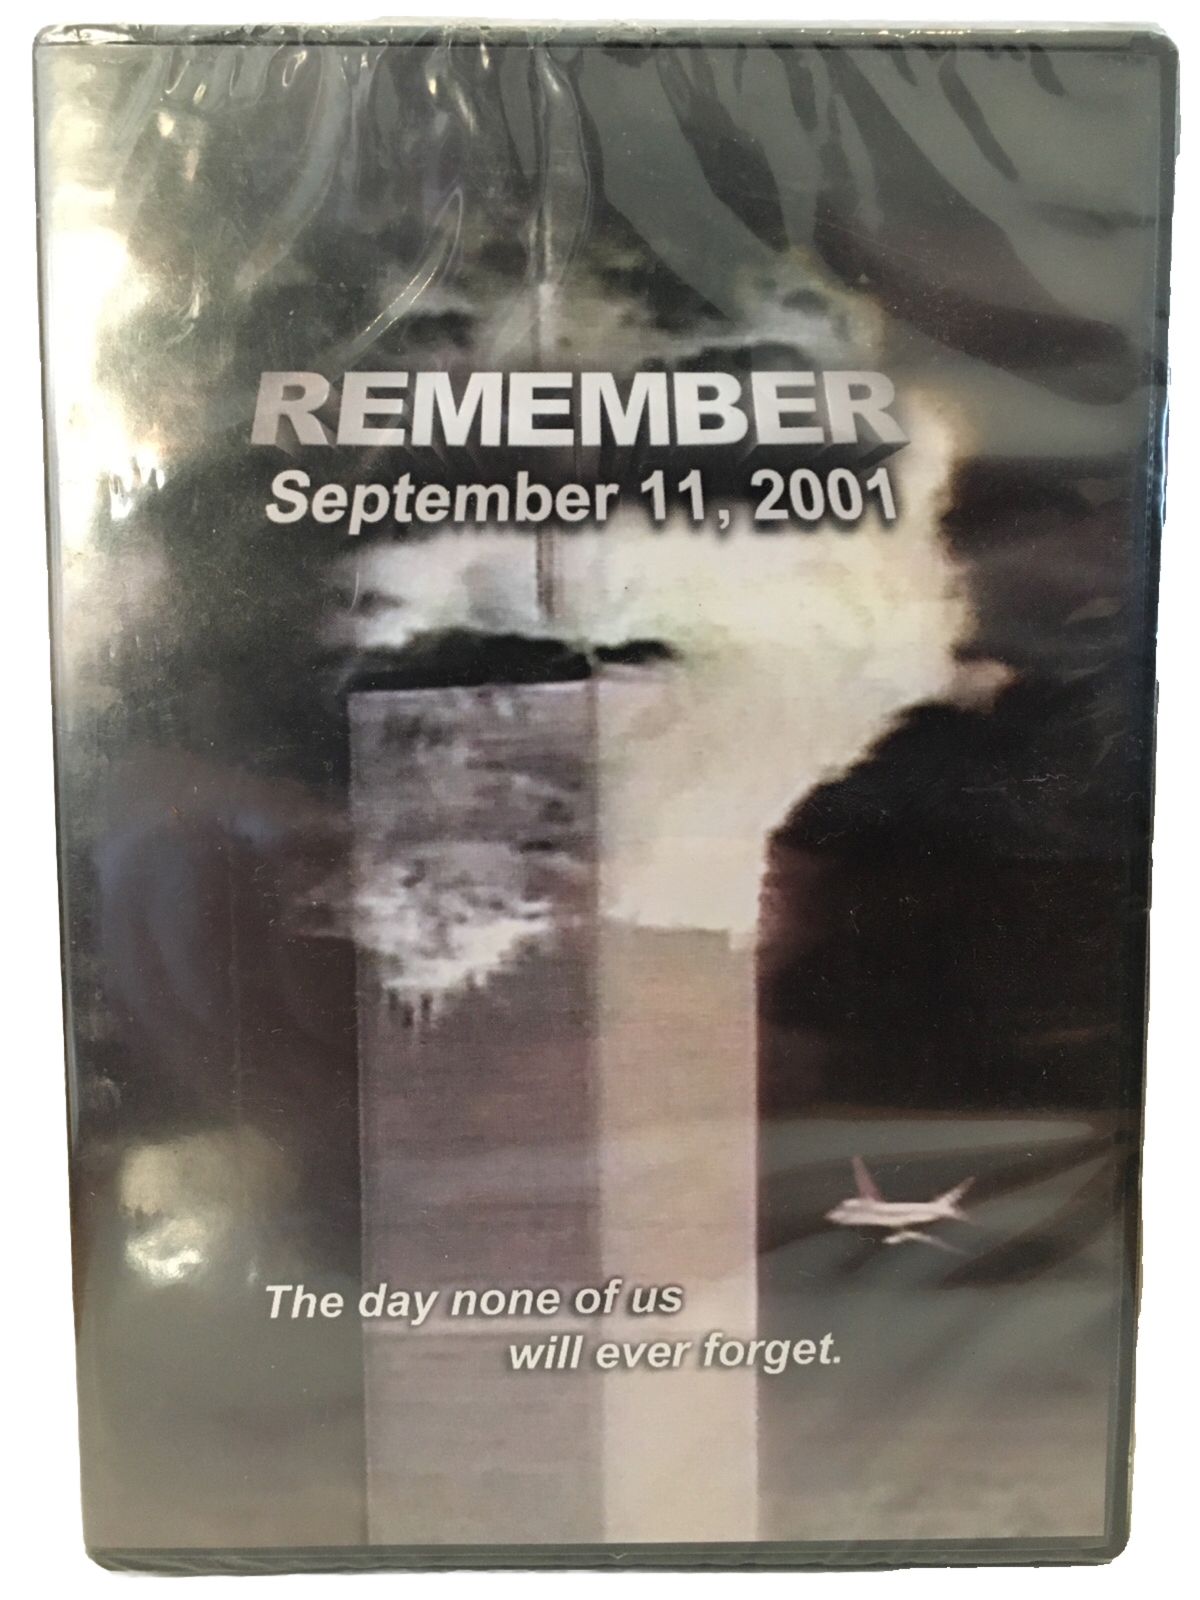 REMEMBER
September 11, 2001
The day none of us
will ever forget.